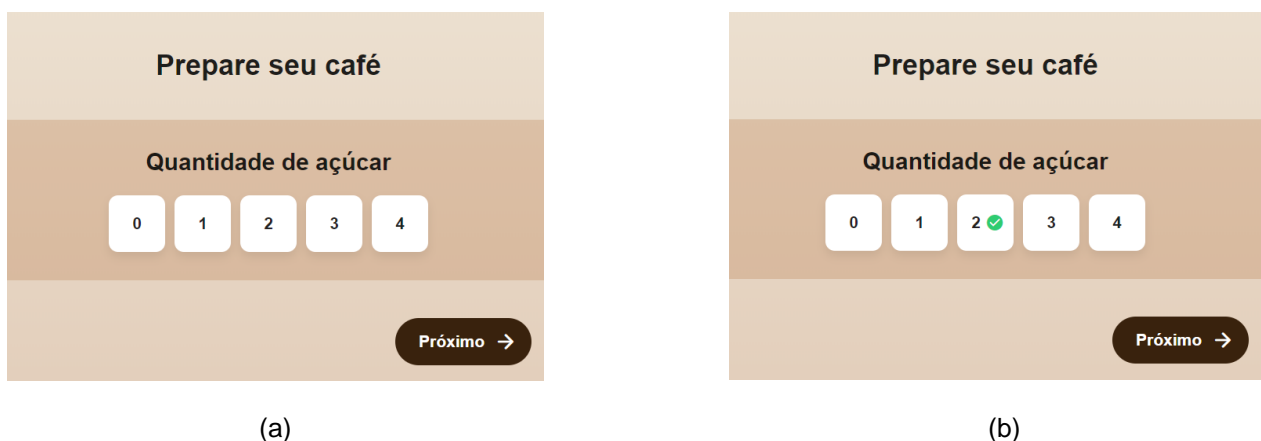 Prepare seu café
Quantidade de açúcar
0 1 2 3 4
Próximo
(a)
Prepare seu café
Quantidade de açúcar
0 1 2 3 4
Próximo
(b)